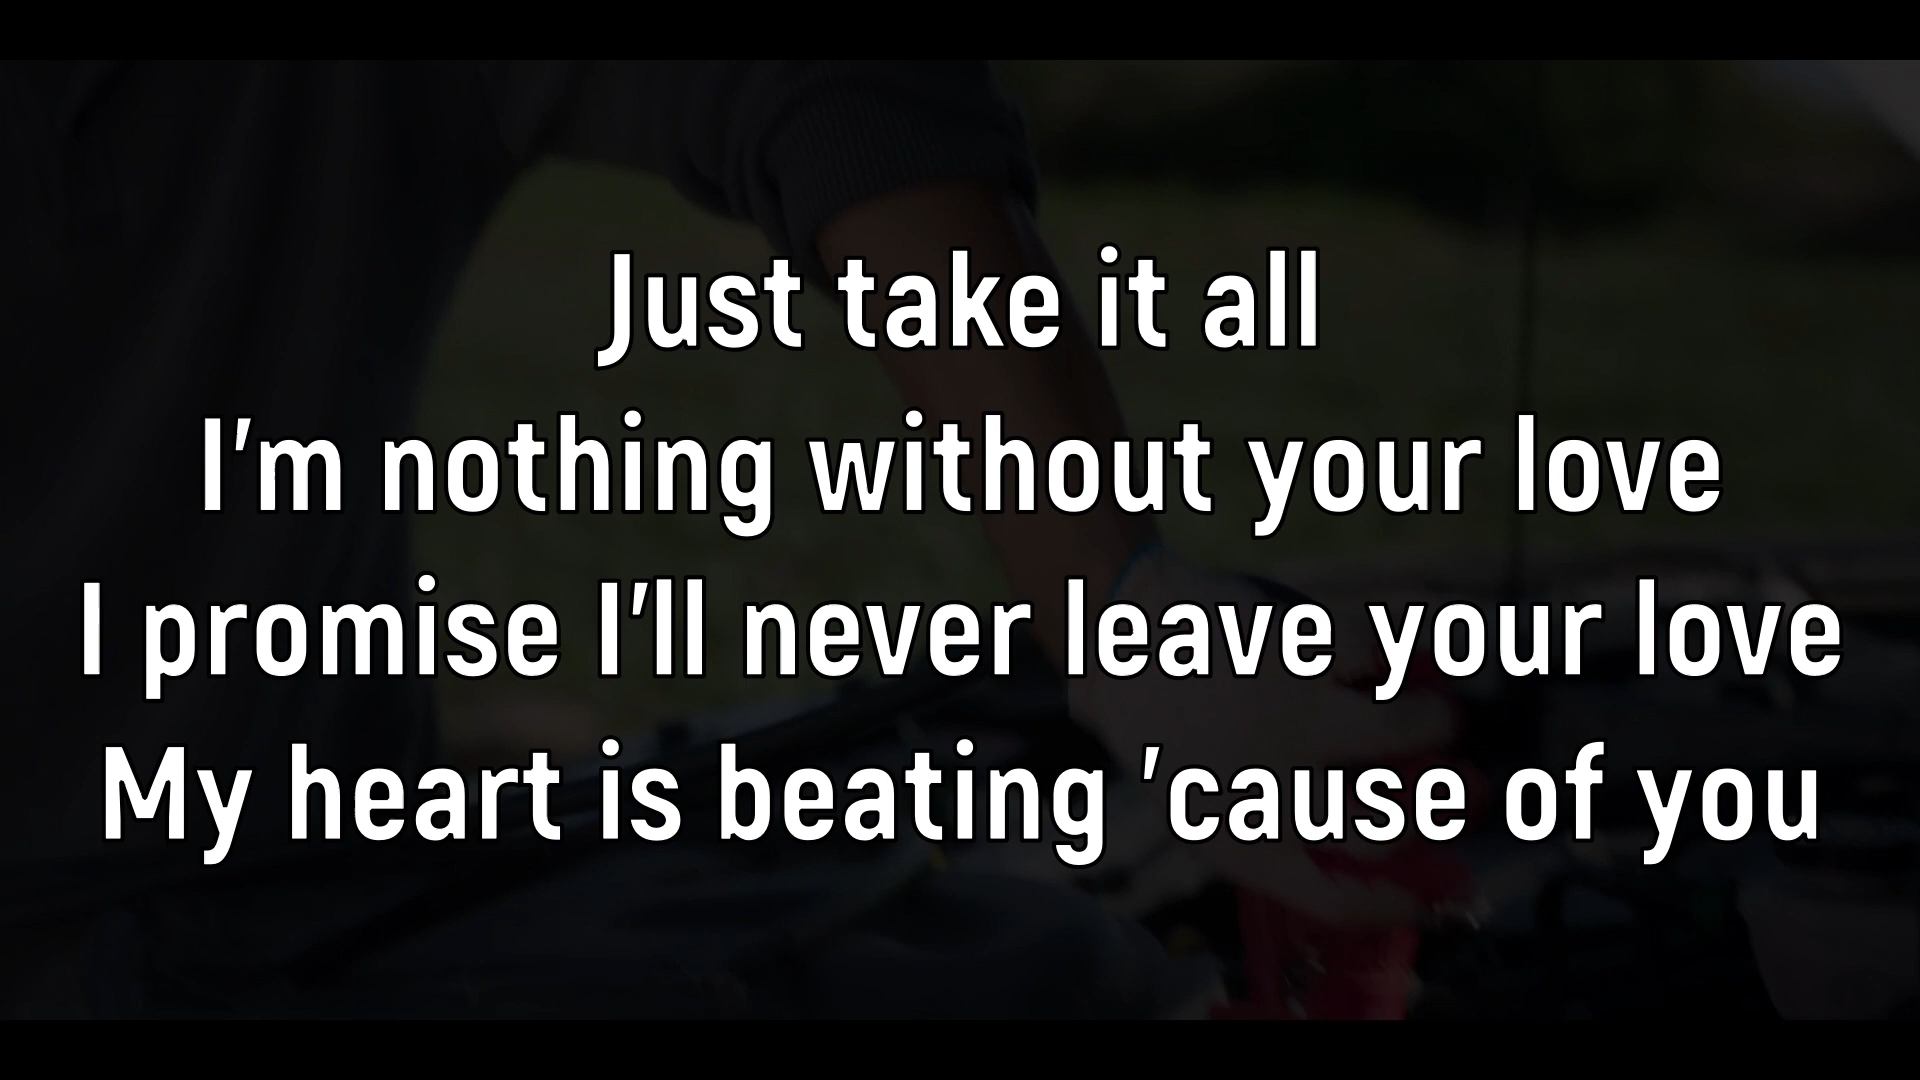 Just take it all
I'm nothing without your love
I promise I'll never leave your love
My heart is beating 'cause of you